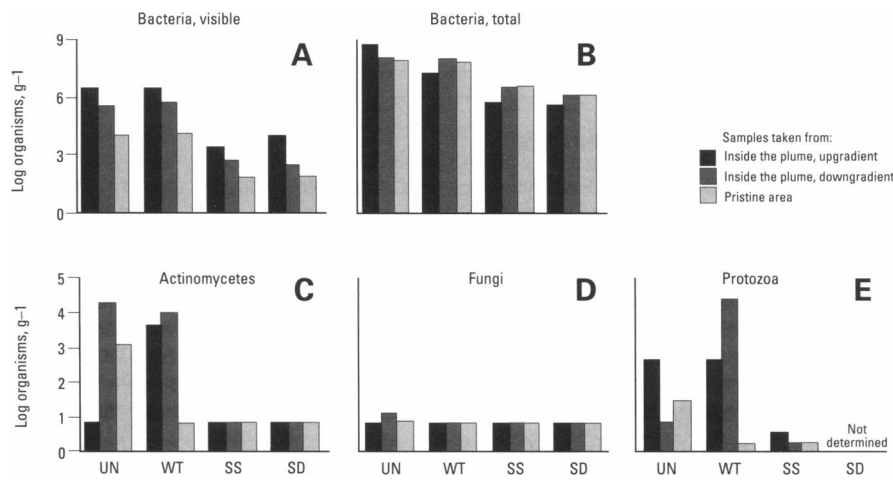 Bacteria, visible
Bacteria, total
Log organisms, g–1
9
6
3
0
A
B
Samples taken from:
Inside the plume, upgradient
Inside the plume, downgradient
Pristine area
Actinomycetes
Fungi
Protozoa
Log organisms, g–1
5
4
3
2
1
0
C
D
E
Not
determined
UN WT SS SD
UN WT SS SD
UN WT SS SD